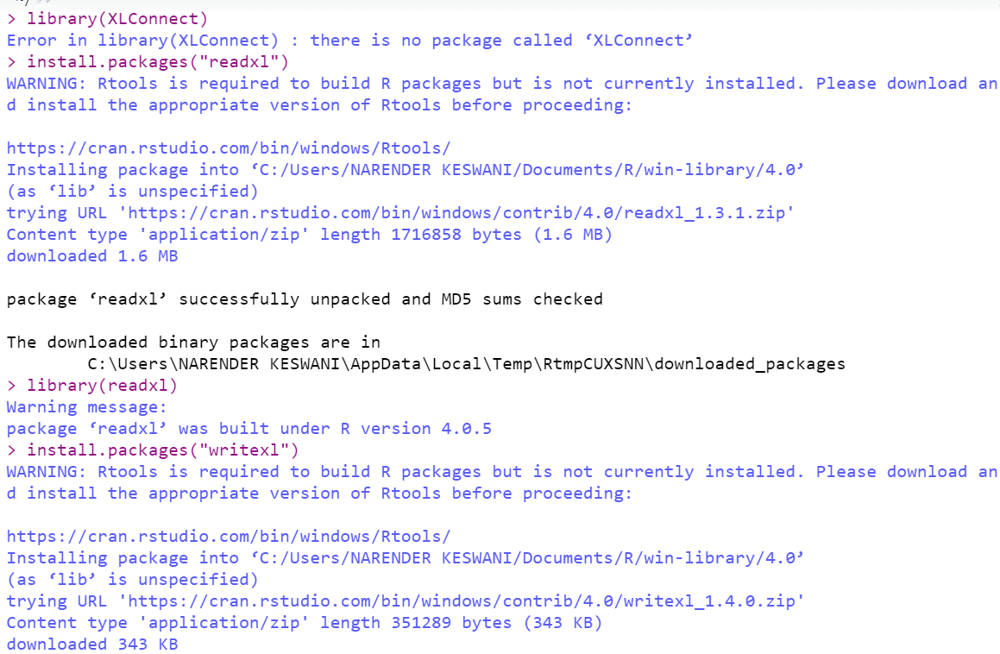 > library(XLConnect)
Error in library(XLConnect) : there is no package called ‘XLConnect’
> install.packages("readxl")
WARNING: Rtools is required to build R packages but is not currently installed. Please download an
d install the appropriate version of Rtools before proceeding:
https://cran.rstudio.com/bin/windows/Rtools/
Installing package into ‘C:/Users/NARENDER KESWANI/Documents/R/win-library/4.0’
(as ‘lib’ is unspecified)
trying URL 'https://cran.rstudio.com/bin/windows/contrib/4.0/readxl_1.3.1.zip'
Content type 'application/zip' length 1716858 bytes (1.6 MB)
downloaded 1.6 MB
package ‘readxl’ successfully unpacked and MD5 sums checked
The downloaded binary packages are in
C:\Users\NARENDER KESWANI\AppData\Local\Temp\RtmpCUXSNN\downloaded_packages
> library(readxl)
Warning message:
package ‘readxl’ was built under R version 4.0.5
> install.packages("writexl")
WARNING: Rtools is required to build R packages but is not currently installed. Please download an
d install the appropriate version of Rtools before proceeding:
https://cran.rstudio.com/bin/windows/Rtools/
Installing package into ‘C:/Users/NARENDER KESWANI/Documents/R/win-library/4.0’
(as ‘lib’ is unspecified)
trying URL 'https://cran.rstudio.com/bin/windows/contrib/4.0/writexl_1.4.0.zip'
Content type 'application/zip' length 351289 bytes (343 KB)
downloaded 343 KB